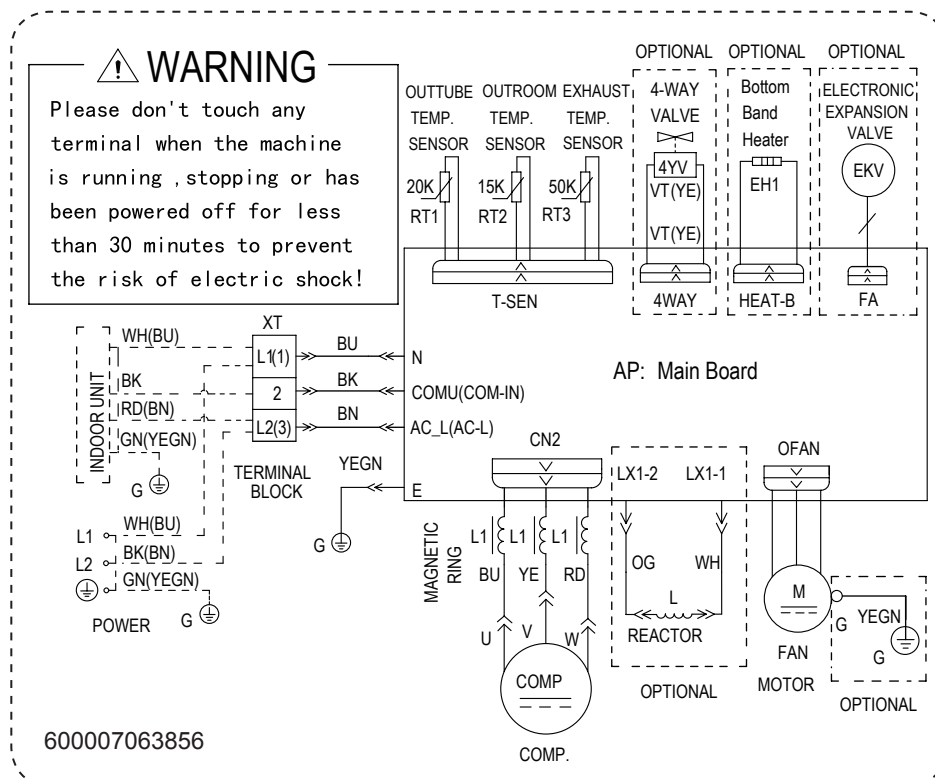 WARNING
Please don't touch any
terminal when the machine
is running ,stopping or has
been powered off for less
than 30 minutes to prevent
the risk of electric shock!
OUTTUBE
TEMP.
SENSOR
20K
RT1
OUTROOM
TEMP.
SENSOR
15K
RT2
EXHAUST
TEMP.
SENSOR
50K
RT3
T-SEN
OPTIONAL
4-WAY
VALVE
4YV
VT(YE)
VT(YE)
4WAY
OPTIONAL
Bottom
Band
Heater
EH1
HEAT-B
OPTIONAL
ELECTRONIC
EXPANSION
VALVE
EKV
FA
INDOOR UNIT
WH(BU)
BK
RD(BN)
GN(YEGN)
G
XT
L1(1)
2
L2(3)
TERMINAL
BLOCK
BU
BK
BN
YEGN
G
N
COMU(COM-IN)
AC_L(AC-L)
E
AP: Main Board
L1
L2
WH(BU)
BK(BN)
GN(YEGN)
POWER
G
CN2
MAGNETIC
RING
L1
L1
L1
BU
YE
RD
U
V
W
COMP
COMP.
LX1-2
LX1-1
OG
WH
L
REACTOR
OPTIONAL
OFAN
M
FAN
MOTOR
G
YEGN
G
OPTIONAL
600007063856